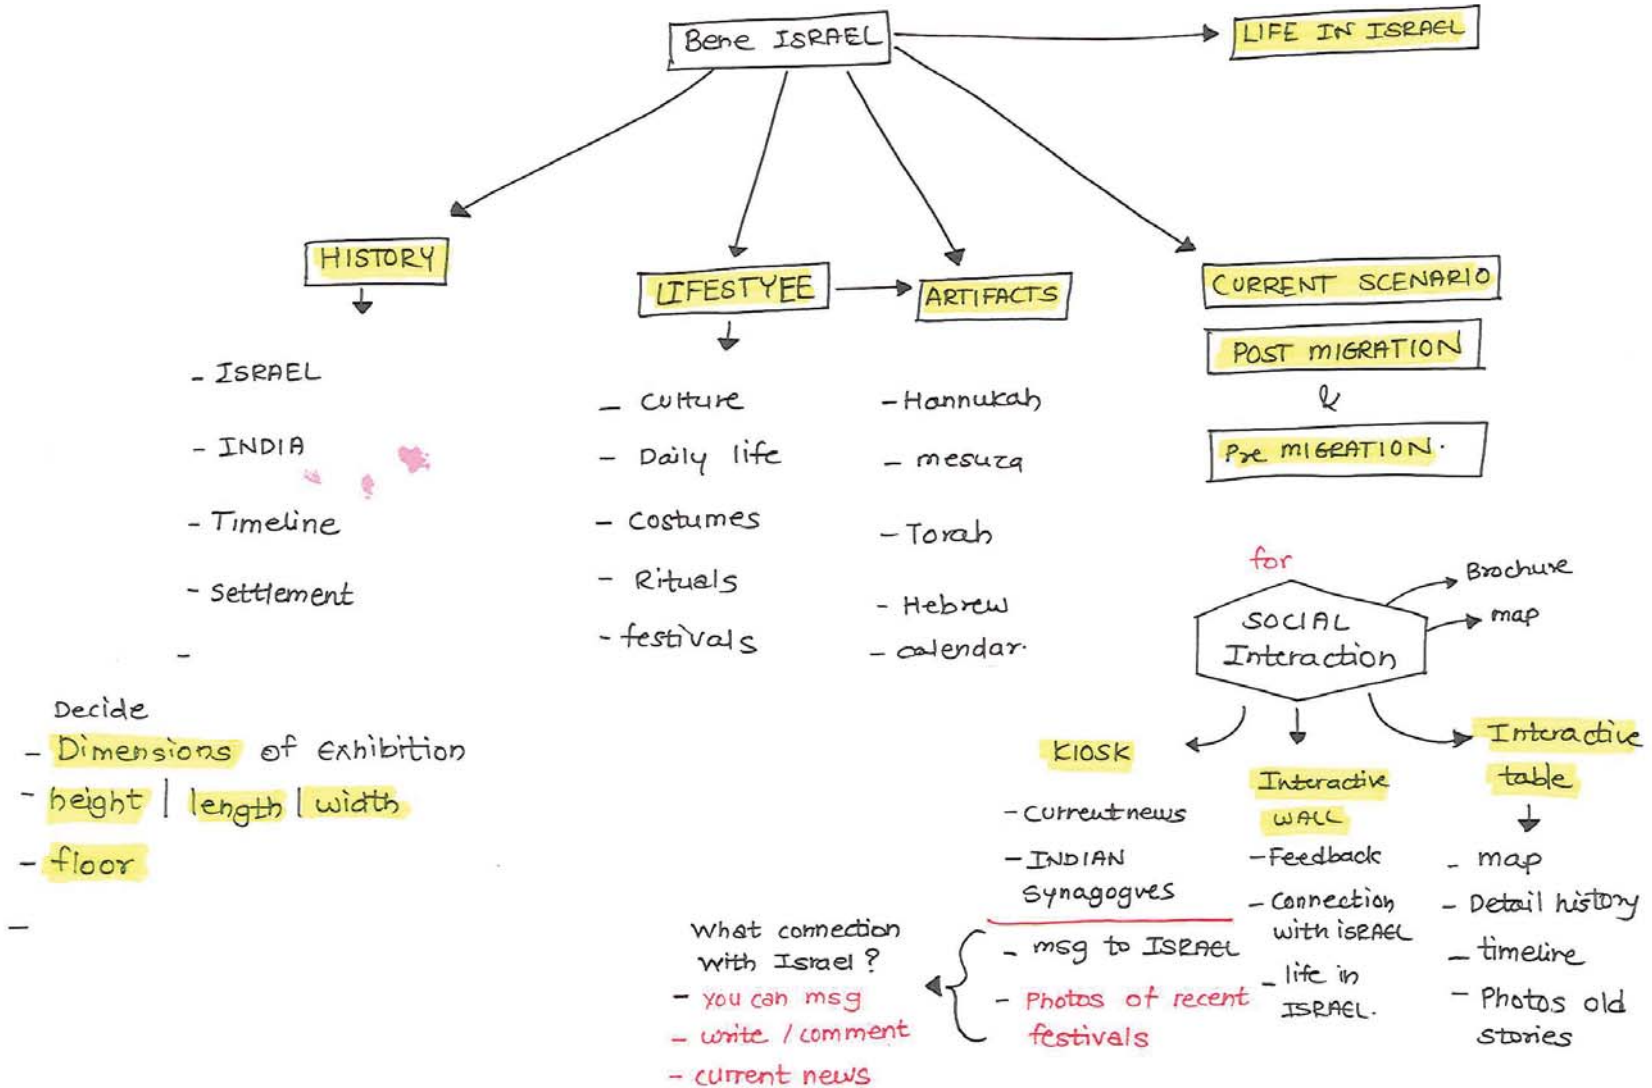 Bene ISRAEL
LIFE IN ISRAEL
HISTORY
- ISRAEL
- INDIA
- Timeline
- Settlement
-
LIFESTYEE
- Culture
- Daily life
- Costumes
- Rituals
- festivals
ARTIFACTS
- Hannukah
- mesuza
- Torah
- Hebrew
- calendar.
CURRENT SCENARIO
POST MIGRATION
&
Pre MIGRATION.
for
SOCIAL
Interaction
Brochure
map
Decide
- Dimensions of Exhibition
- height | length | width
- floor
-
KIOSK
- Current news
- INDIAN
Synagogues
- msg to ISRAEL
- Photos of recent
festivals
What connection
with Israel ?
- you can msg
- write / comment
- current news
Interactive
WALL
- Feedback
- Connection
with iSRAEL
- life in
ISRAEL.
Interactive
table
- map
- Detail history
- timeline
- Photos old
stories